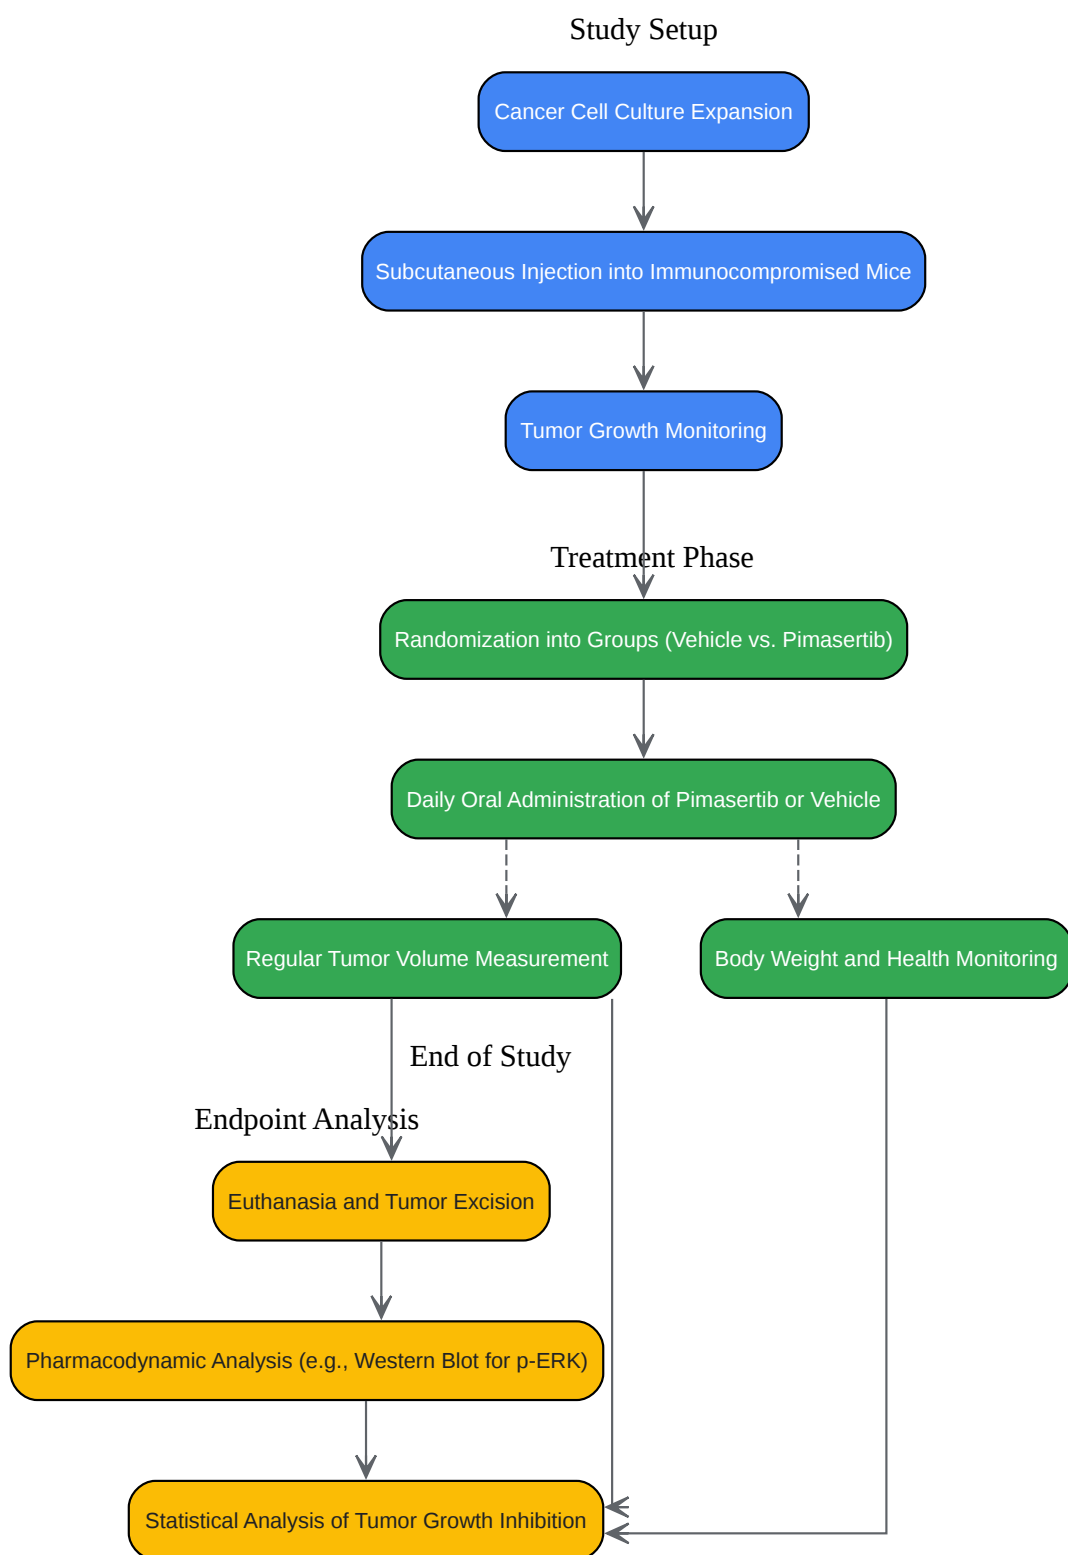 Study Setup
Cancer Cell Culture Expansion
Subcutaneous Injection into Immunocompromised Mice
Tumor Growth Monitoring
Treatment Phase
Randomization into Groups (Vehicle vs. Pimasertib)
Daily Oral Administration of Pimasertib or Vehicle
Regular Tumor Volume Measurement
Body Weight and Health Monitoring
End of Study
Endpoint Analysis
Euthanasia and Tumor Excision
Pharmacodynamic Analysis (e.g., Western Blot for p-ERK)
Statistical Analysis of Tumor Growth Inhibition